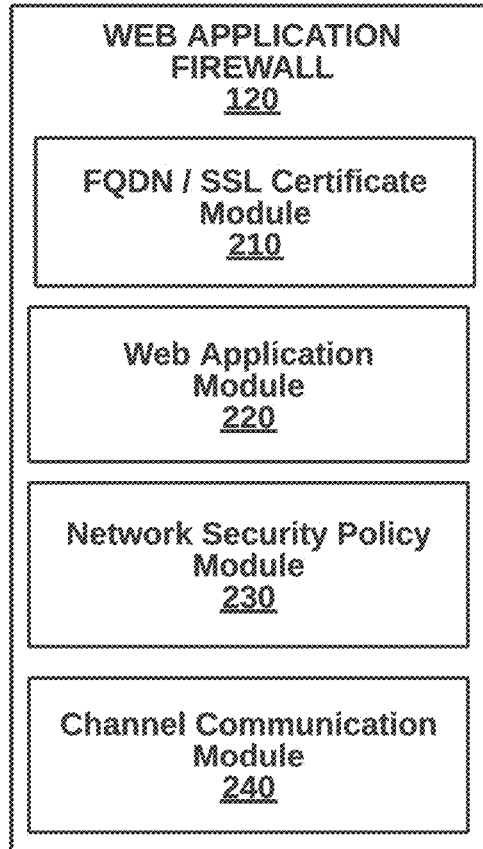 WEB APPLICATION
FIREWALL
120
FQDN / SSL Certificate
Module
210
Web Application
Module
220
Network Security Policy
Module
230
Channel Communication
Module
240